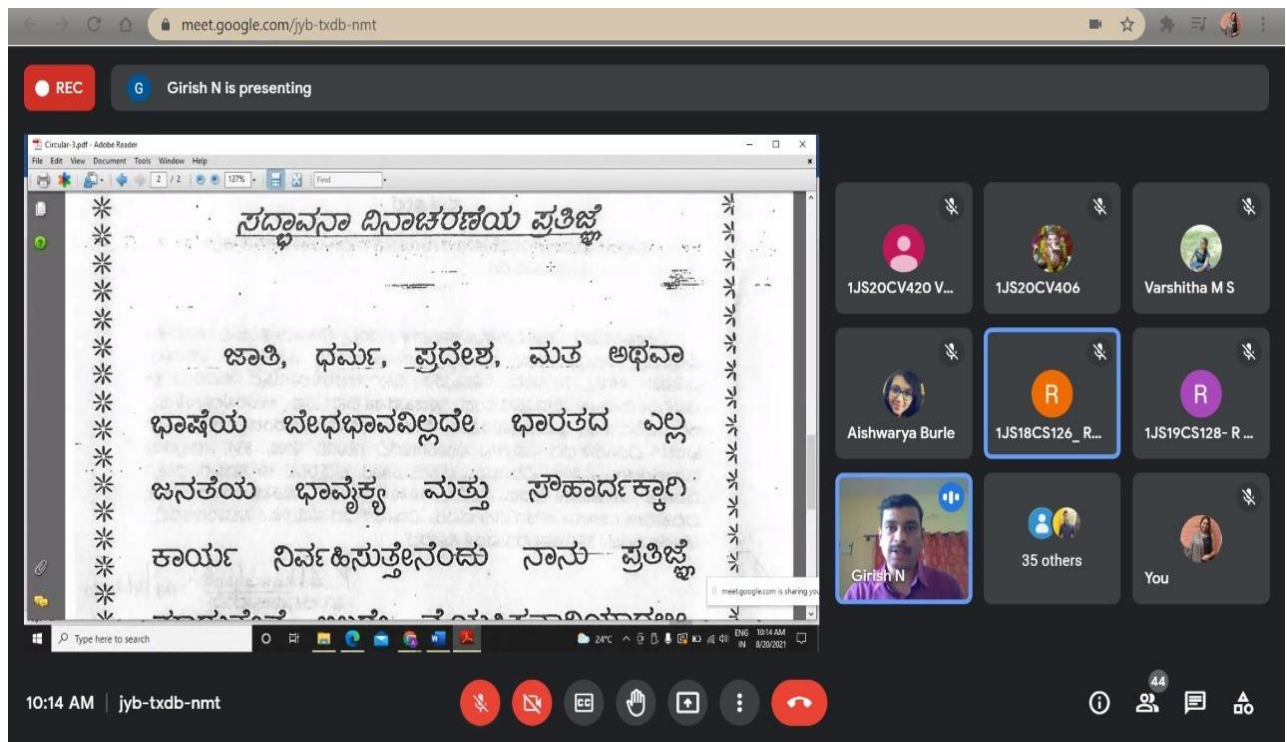 meet.google.com/jyb-txdb-nmt
REC
G
Girish N is presenting
Circular-3.pdf - Adobe Reader
File Edit View Document Tools Window Help
2 / 2
137%
Find
ಸದ್ಭಾವನಾ ದಿನಾಚರಣೆಯ ಪ್ರತಿಜ್ಞೆ
ಜಾತಿ, ಧರ್ಮ, ಪ್ರದೇಶ, ಮತ ಅಥವಾ
ಭಾಷೆಯ ಬೇಧಭಾವವಿಲ್ಲದೇ ಭಾರತದ ಎಲ್ಲ
ಜನತೆಯ ಭಾವೈಕ್ಯ ಮತ್ತು ಸೌಹಾರ್ದಕ್ಕಾಗಿ
ಕಾರ್ಯ ನಿರ್ವಹಿಸುತ್ತೇನೆಂದು ನಾನು ಪ್ರತಿಜ್ಞೆ
meet.google.com is sharing you
Type here to search
24°C
ENG
IN
10:14 AM
8/20/2021
1JS20CV420 V...
1JS20CV406
Varshitha M S
Aishwarya Burle
R
1JS18CS126_ R...
R
1JS19CS128- R ...
Girish N
35 others
You
10:14 AM | jyb-txdb-nmt
CC
44